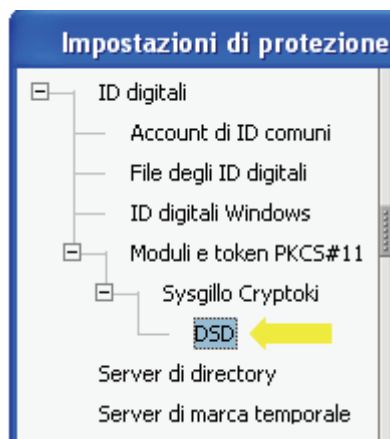 Impostazioni di protezione
ID digitali
Account di ID comuni
File degli ID digitali
ID digitali Windows
Moduli e token PKCS#11
Sysgillo Cryptoki
DSD
Server di directory
Server di marca temporale